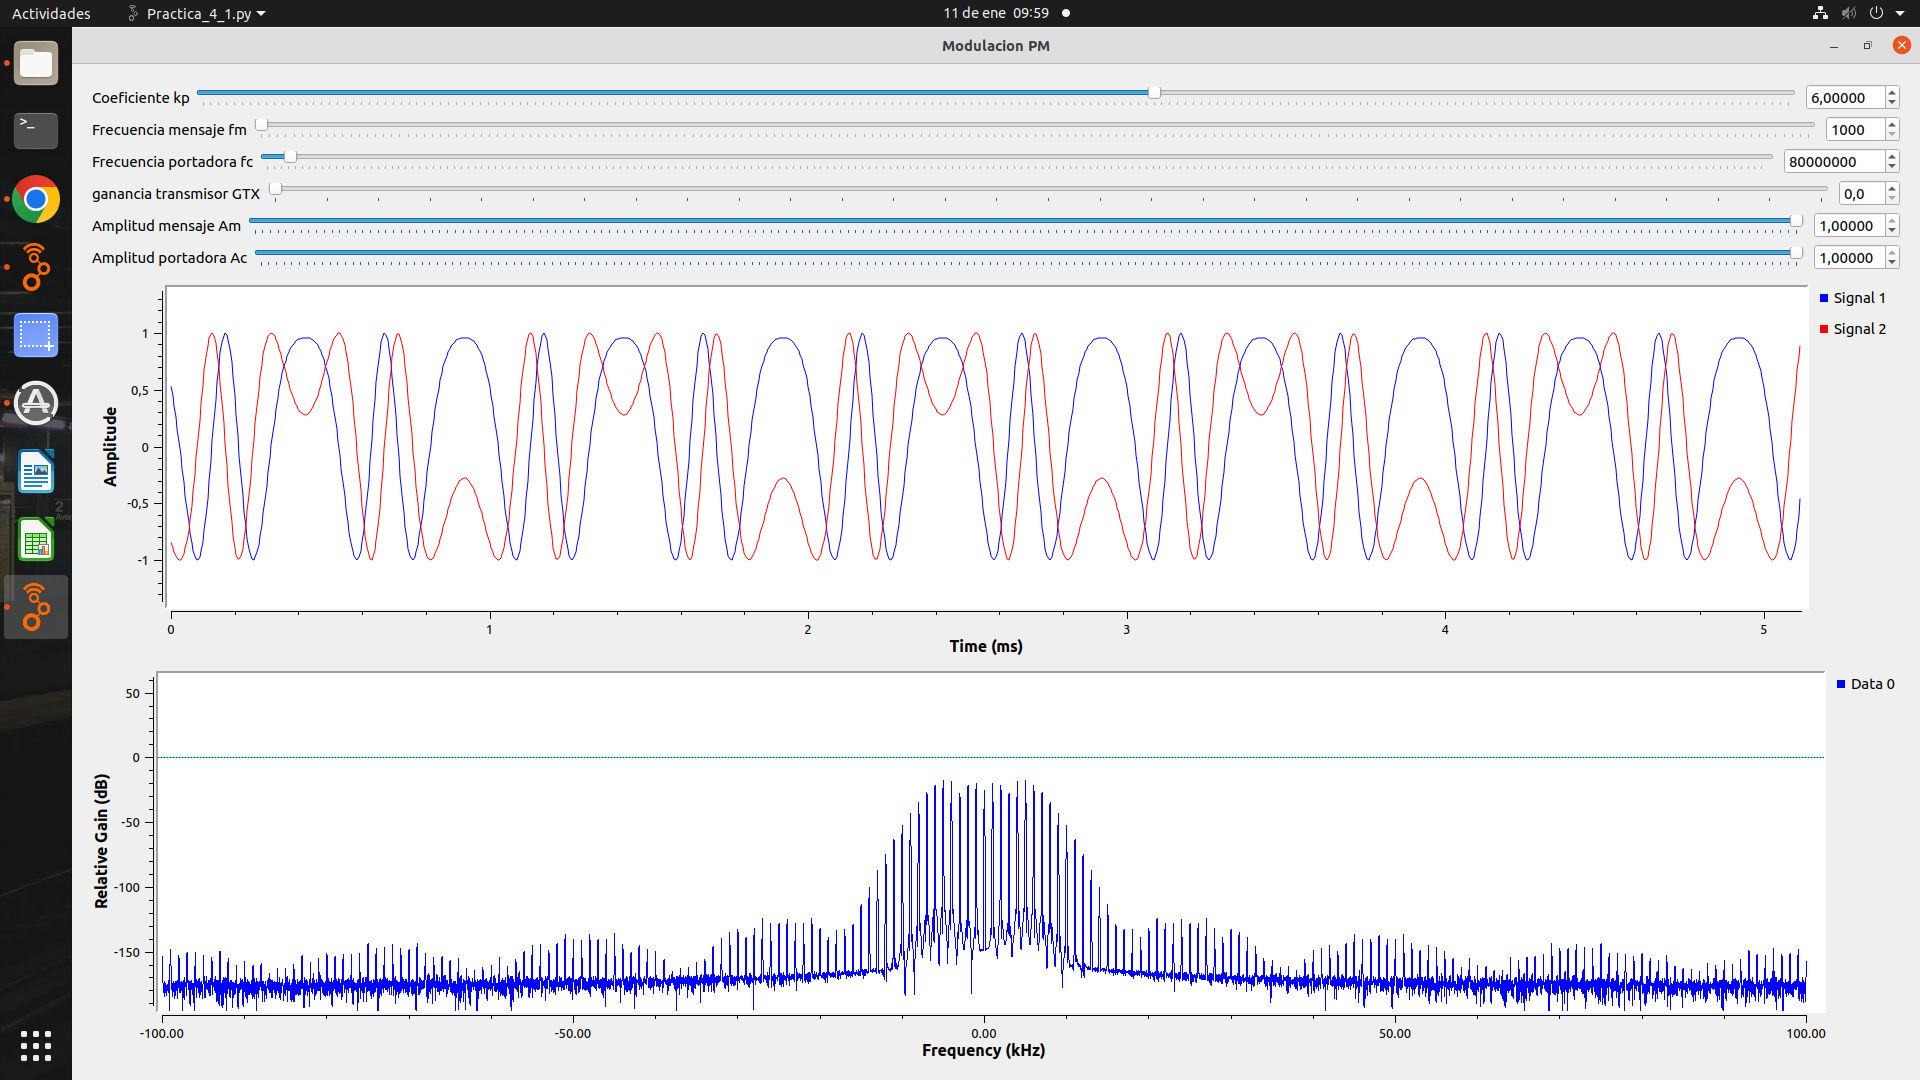 Actividades Practica_4_1.py 11 de ene 09:59
Modulacion PM
Coeficiente kp 6,00000
Frecuencia mensaje fm 1000
Frecuencia portadora fc 80000000
ganancia transmisor GTX 0,0
Amplitud mensaje Am 1,00000
Amplitud portadora Ac 1,00000
Signal 1
Signal 2
Amplitude
1
0,5
0
-0,5
-1
0 1 2 3 4 5
Time (ms)
Data 0
Relative Gain (dB)
50
0
-50
-100
-150
-100.00 -50.00 0.00 50.00 100.00
Frequency (kHz)